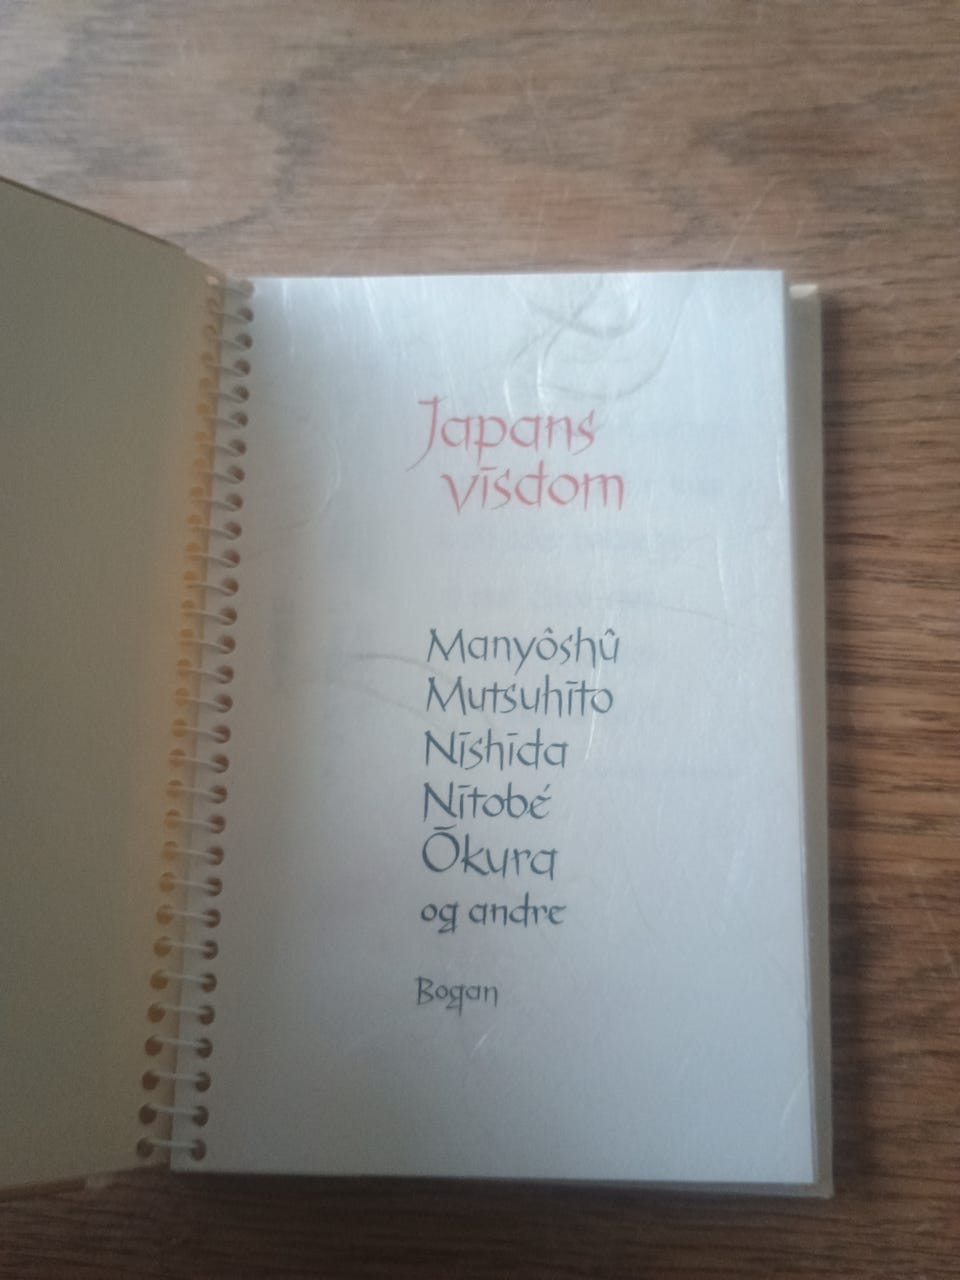 Japans
visdom
Manyôshû
Mutsuhito
Nishida
Nitobé
Ōkura
og andre
Bogan